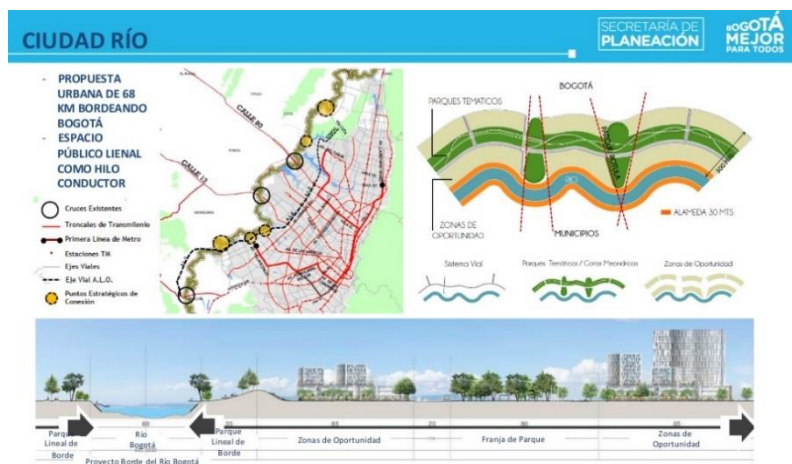 CIUDAD RÍO
SECRETARÍA DE
PLANEACIÓN
BOGOTÁ
MEJOR
PARA TODOS
- PROPUESTA
URBANA DE 68
KM BORDEANDO
BOGOTÁ
- ESPACIO
PÚBLICO LIENAL
COMO HILO
CONDUCTOR
Cruces Existentes
Troncales de Transmilenio
Primera Línea de Metro
Estaciones TM
Ejes Viales
Eje Vial A.L.O.
Puntos Estratégicos de
Conexión
CALLE 80
CALLE 13
BOGOTÁ
PARQUES TEMATICOS
RIO
ZONAS DE
OPORTUNIDAD
MUNICIPIOS
ALAMEDA 30 MTS
Sistema Vial
Parques Temáticos / Conos Meandricos
Zonas de Oportunidad
Parque
Lineal de
Borde
Río
Bogotá
Parque
Lineal de
Borde
Zonas de Oportunidad
Franja de Parque
Zonas de
Oportunidad
Proyecto Borde del Río Bogotá